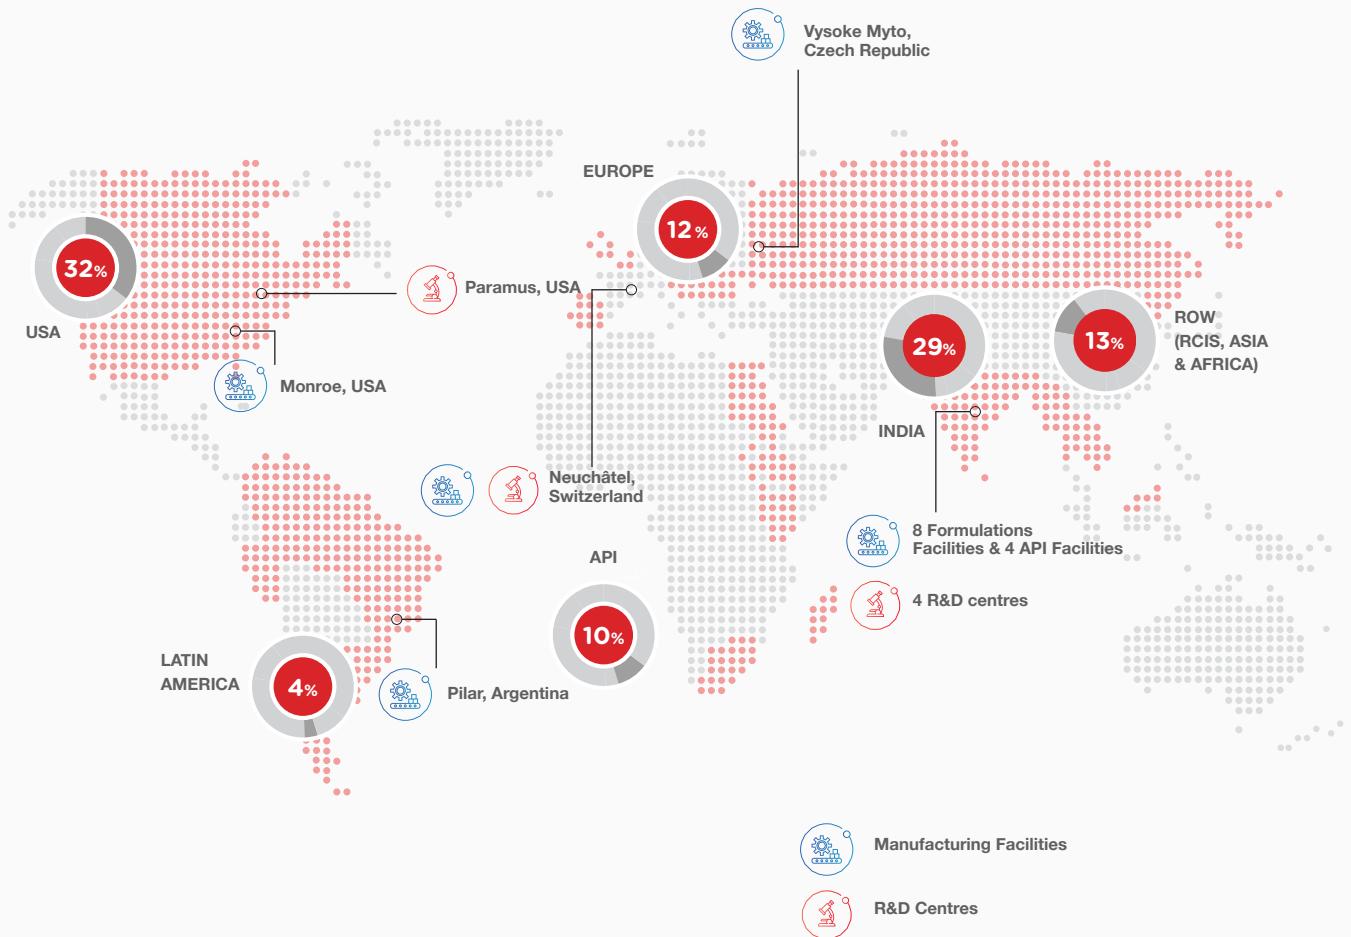 Vysoke Myto,
Czech Republic
EUROPE
12%
32%
USA
Paramus, USA
Monroe, USA
29%
INDIA
13%
ROW
(RCIS, ASIA
& AFRICA)
Neuchâtel,
Switzerland
8 Formulations
Facilities & 4 API Facilities
4 R&D centres
API
10%
LATIN
AMERICA
4%
Pilar, Argentina
Manufacturing Facilities
R&D Centres